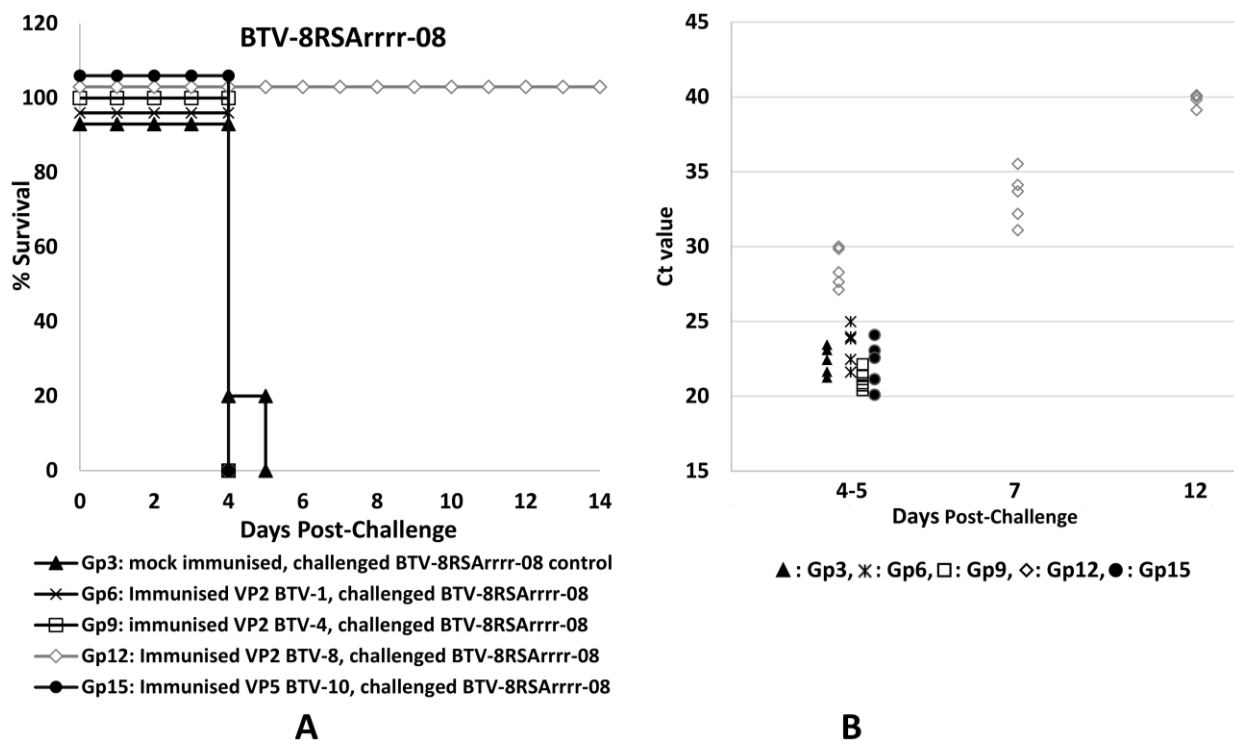 BTV-8RSArrrr-08
% Survival
120
100
80
60
40
20
0
0 2 4 6 8 10 12 14
Days Post-Challenge
Gp3: mock immunised, challenged BTV-8RSArrrr-08 control
Gp6: Immunised VP2 BTV-1, challenged BTV-8RSArrrr-08
Gp9: immunised VP2 BTV-4, challenged BTV-8RSArrrr-08
Gp12: Immunised VP2 BTV-8, challenged BTV-8RSArrrr-08
Gp15: Immunised VP5 BTV-10, challenged BTV-8RSArrrr-08
A
Ct value
45
40
35
30
25
20
15
4-5 7 12
Days Post-Challenge
: Gp3, : Gp6, : Gp9, : Gp12, : Gp15
B